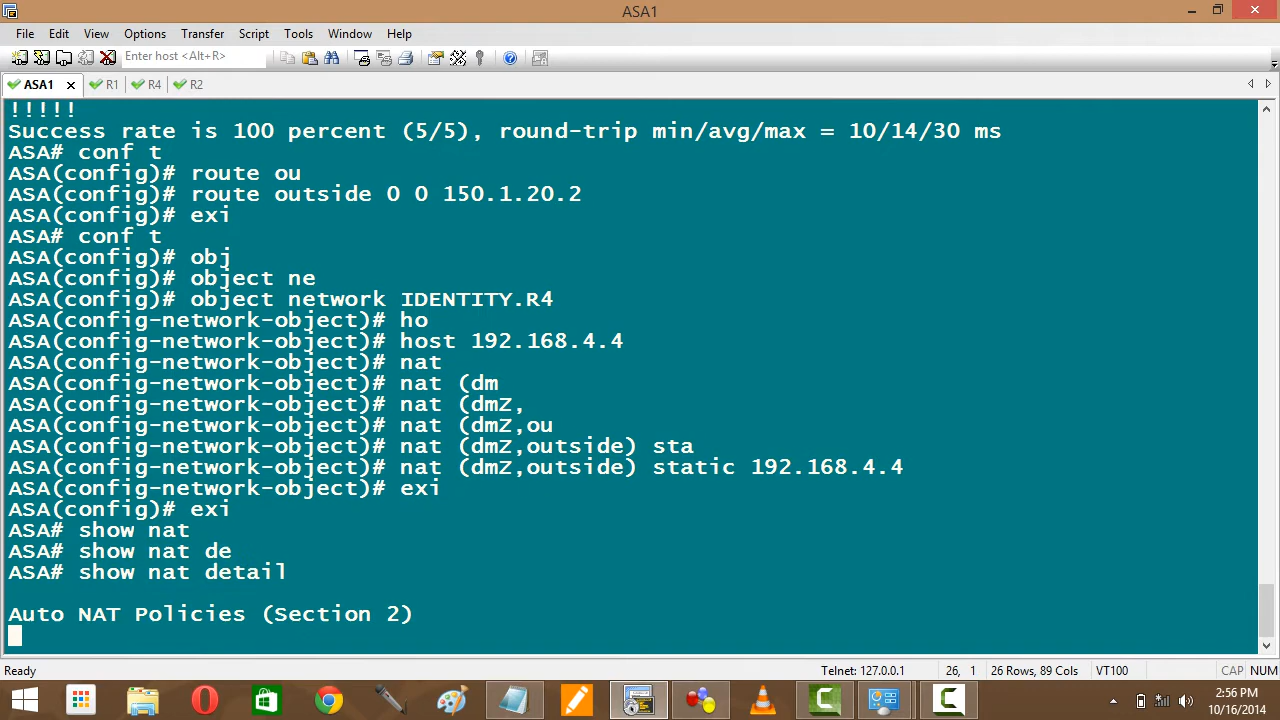 ASA1
File Edit View Options Transfer Script Tools Window Help
Enter host <Alt+R>
ASA1 x R1 R4 R2
!!!!!
Success rate is 100 percent (5/5), round-trip min/avg/max = 10/14/30 ms
ASA# conf t
ASA(config)# route ou
ASA(config)# route outside 0 0 150.1.20.2
ASA(config)# exi
ASA# conf t
ASA(config)# obj
ASA(config)# object ne
ASA(config)# object network IDENTITY.R4
ASA(config-network-object)# ho
ASA(config-network-object)# host 192.168.4.4
ASA(config-network-object)# nat
ASA(config-network-object)# nat (dm
ASA(config-network-object)# nat (dmZ,
ASA(config-network-object)# nat (dmZ,ou
ASA(config-network-object)# nat (dmZ,outside) sta
ASA(config-network-object)# nat (dmZ,outside) static 192.168.4.4
ASA(config-network-object)# exi
ASA(config)# exi
ASA# show nat
ASA# show nat de
ASA# show nat detail
Auto NAT Policies (Section 2)
Ready Telnet: 127.0.0.1 26, 1 26 Rows, 89 Cols VT100 CAP NUM
2:56 PM
10/16/2014